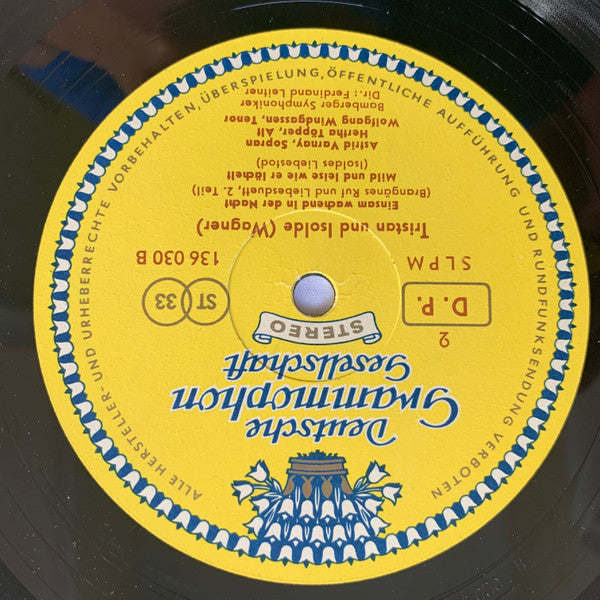 Deutsche
Grammophon
Gesellschaft
STEREO
2
D.P.
ST 33
SLPM
136 030 B
Tristan und Isolde (Wagner)
Einsam wachend in der Nacht
(Brangänes Ruf und Liebesduett, 2. Teil)
Mild und leise wie er lächelt
(Isoldes Liebestod)
Astrid Varnay, Sopran
Hertha Töpper, Alt
Wolfgang Windgassen, Tenor
Bamberger Symphoniker
Dir.: Ferdinand Leitner
ALLE HERSTELLER- UND URHEBERRECHTE VORBEHALTEN, ÜBERSPIELUNG, ÖFFENTLICHE AUFFÜHRUNG UND RUNDFUNKSENDUNG VERBOTEN